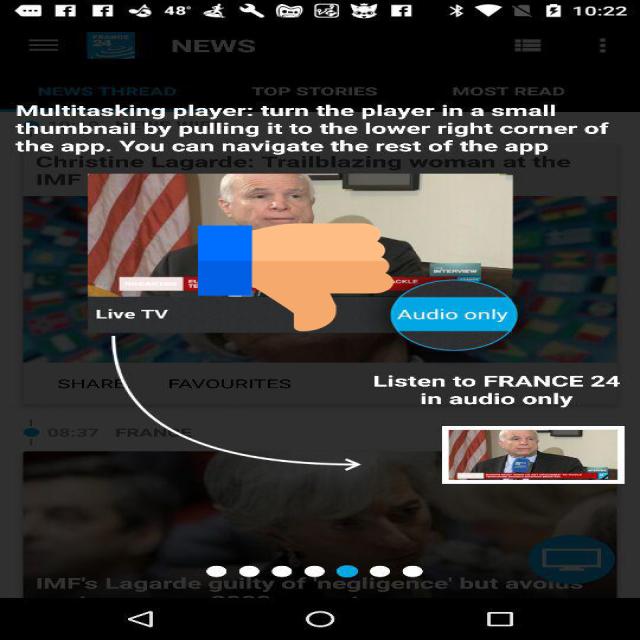 48°
10:22
FRANCE
24
NEWS
NEWS THREAD TOP STORIES MOST READ
Multitasking player: turn the player in a small
thumbnail by pulling it to the lower right corner of
the app. You can navigate the rest of the app
Christine Lagarde: Trailblazing woman at the
IMF
INTERVIEW
Live TV
Audio only
SHARE FAVOURITES
Listen to FRANCE 24
in audio only
08:37 FRANCE
IMF's Lagarde guilty of 'negligence' but avoids